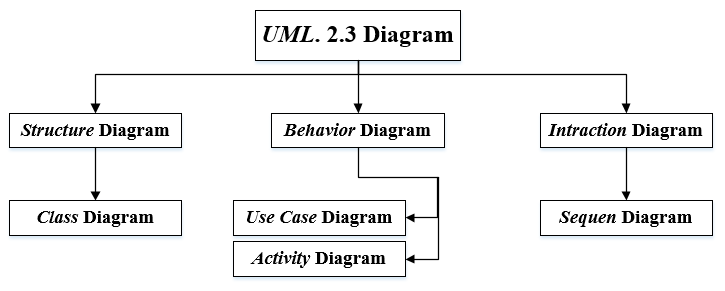 UML. 2.3 Diagram
Structure Diagram
Behavior Diagram
Intraction Diagram
Class Diagram
Use Case Diagram
Sequen Diagram
Activity Diagram